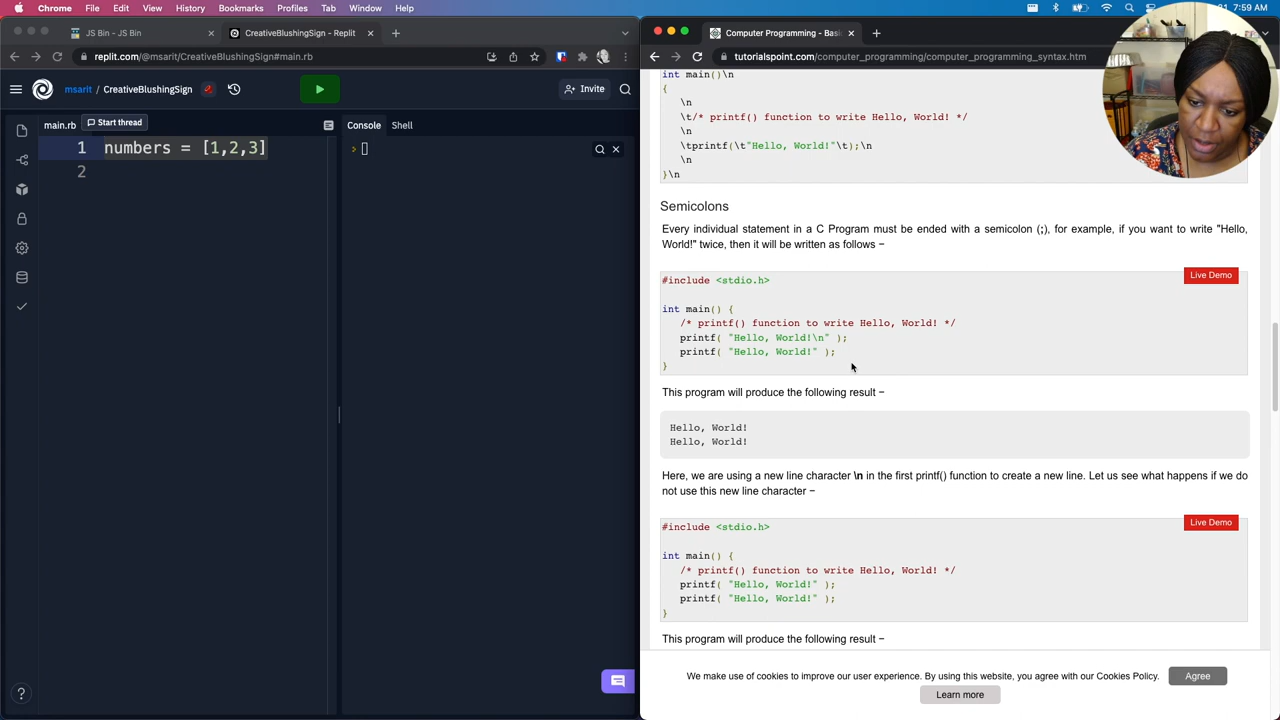 Chrome File Edit View History Bookmarks Profiles Tab Window Help
7:59 AM
JS Bin - JS Bin
CreativeBlushingSign - Replit
replit.com/@msarit/CreativeBlushingSign#main.rb
msarit / CreativeBlushingSign
Invite
main.rb
Start thread
Console
Shell
1 numbers = [1,2,3]
2
Computer Programming - Basi
tutorialspoint.com/computer_programming/computer_programming_syntax.htm
int main()\n
{
\n
\t/* printf() function to write Hello, World! */
\n
\tprintf(\t"Hello, World!"\t);\n
\n
}\n
Semicolons
Every individual statement in a C Program must be ended with a semicolon (;), for example, if you want to write "Hello,
World!" twice, then it will be written as follows −
Live Demo
#include <stdio.h>
int main() {
/* printf() function to write Hello, World! */
printf( "Hello, World!\n" );
printf( "Hello, World!" );
}
This program will produce the following result −
Hello, World!
Hello, World!
Here, we are using a new line character \n in the first printf() function to create a new line. Let us see what happens if we do
not use this new line character −
Live Demo
#include <stdio.h>
int main() {
/* printf() function to write Hello, World! */
printf( "Hello, World!" );
printf( "Hello, World!" );
}
This program will produce the following result −
We make use of cookies to improve our user experience. By using this website, you agree with our Cookies Policy.
Agree
Learn more